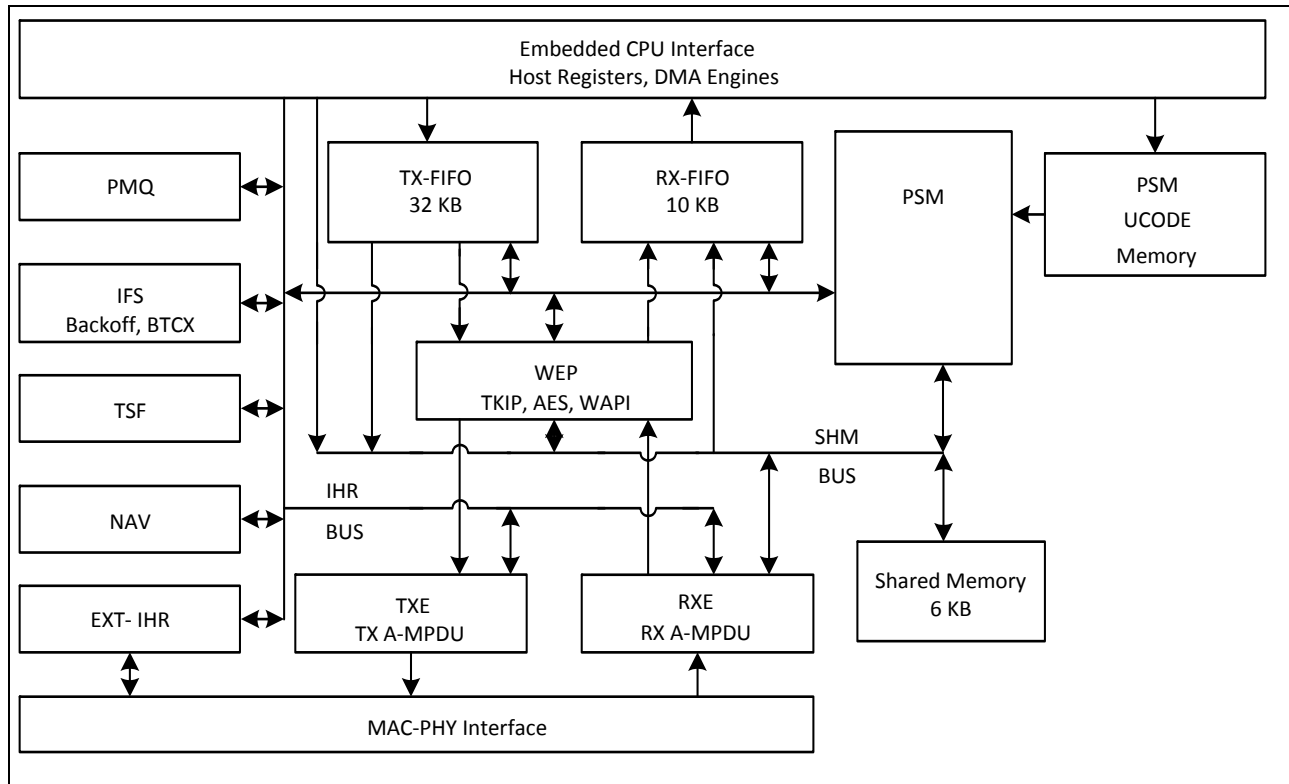 Embedded CPU Interface
Host Registers, DMA Engines
PMQ
TX-FIFO
32 KB
RX-FIFO
10 KB
PSM
PSM
UCODE
Memory
IFS
Backoff, BTCX
WEP
TKIP, AES, WAPI
TSF
SHM
BUS
IHR
BUS
NAV
Shared Memory
6 KB
EXT- IHR
TXE
TX A-MPDU
RXE
RX A-MPDU
MAC-PHY Interface